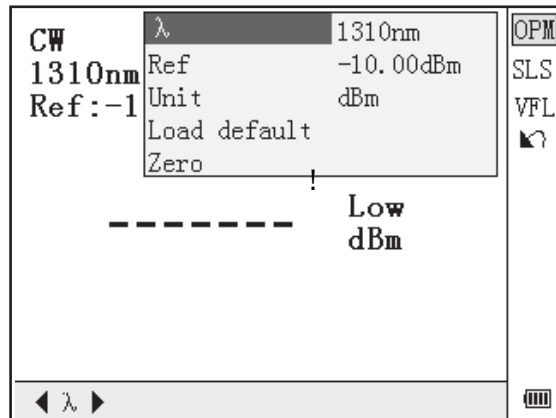 CW
1310nm
Ref:-1
λ 1310nm
Ref -10.00dBm
Unit dBm
Load default
Zero
!
-------
Low
dBm
OPM
SLS
VFL
◀ λ ▶